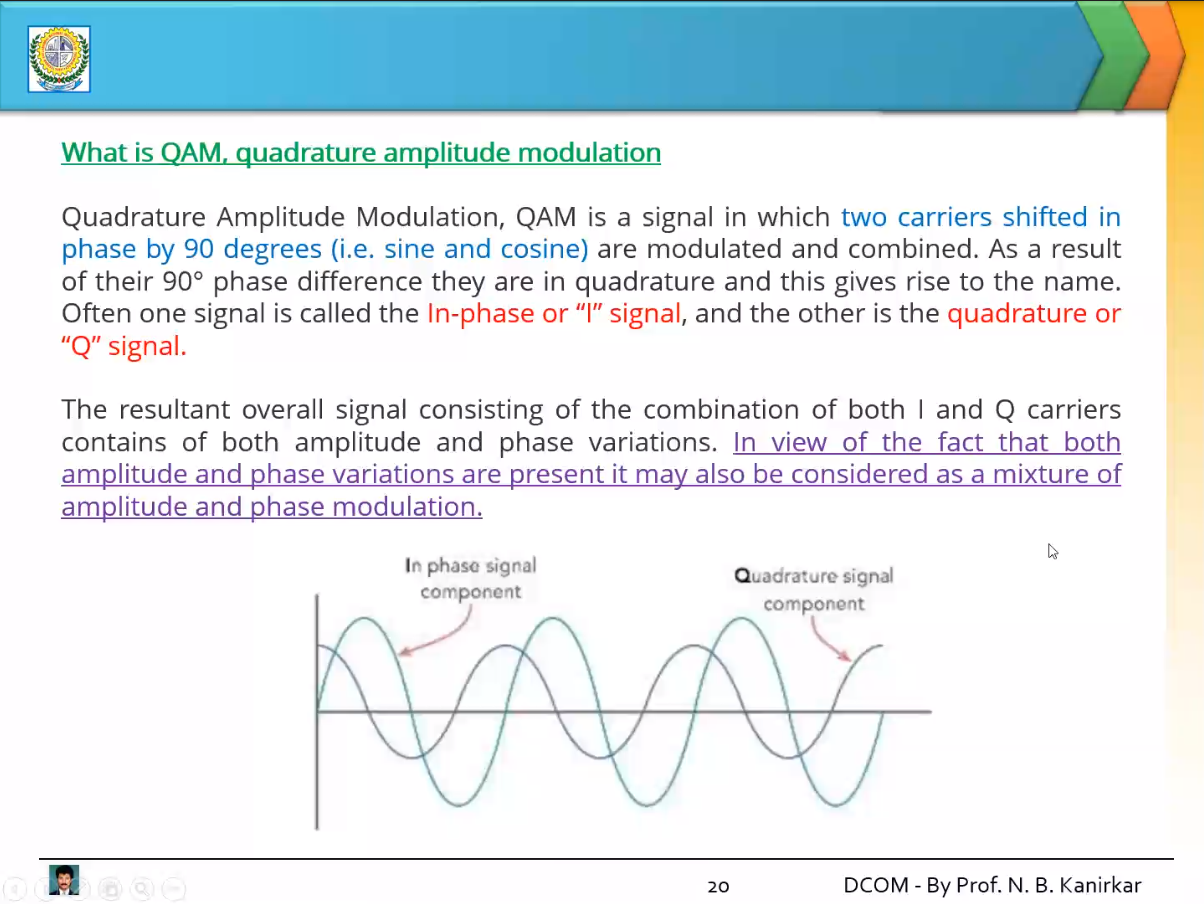 What is QAM, quadrature amplitude modulation
Quadrature Amplitude Modulation, QAM is a signal in which two carriers shifted in
phase by 90 degrees (i.e. sine and cosine) are modulated and combined. As a result
of their 90° phase difference they are in quadrature and this gives rise to the name.
Often one signal is called the In-phase or “I” signal, and the other is the quadrature or
“Q” signal.
The resultant overall signal consisting of the combination of both I and Q carriers
contains of both amplitude and phase variations. In view of the fact that both
amplitude and phase variations are present it may also be considered as a mixture of
amplitude and phase modulation.
In phase signal
component
Quadrature signal
component
20
DCOM - By Prof. N. B. Kanirkar